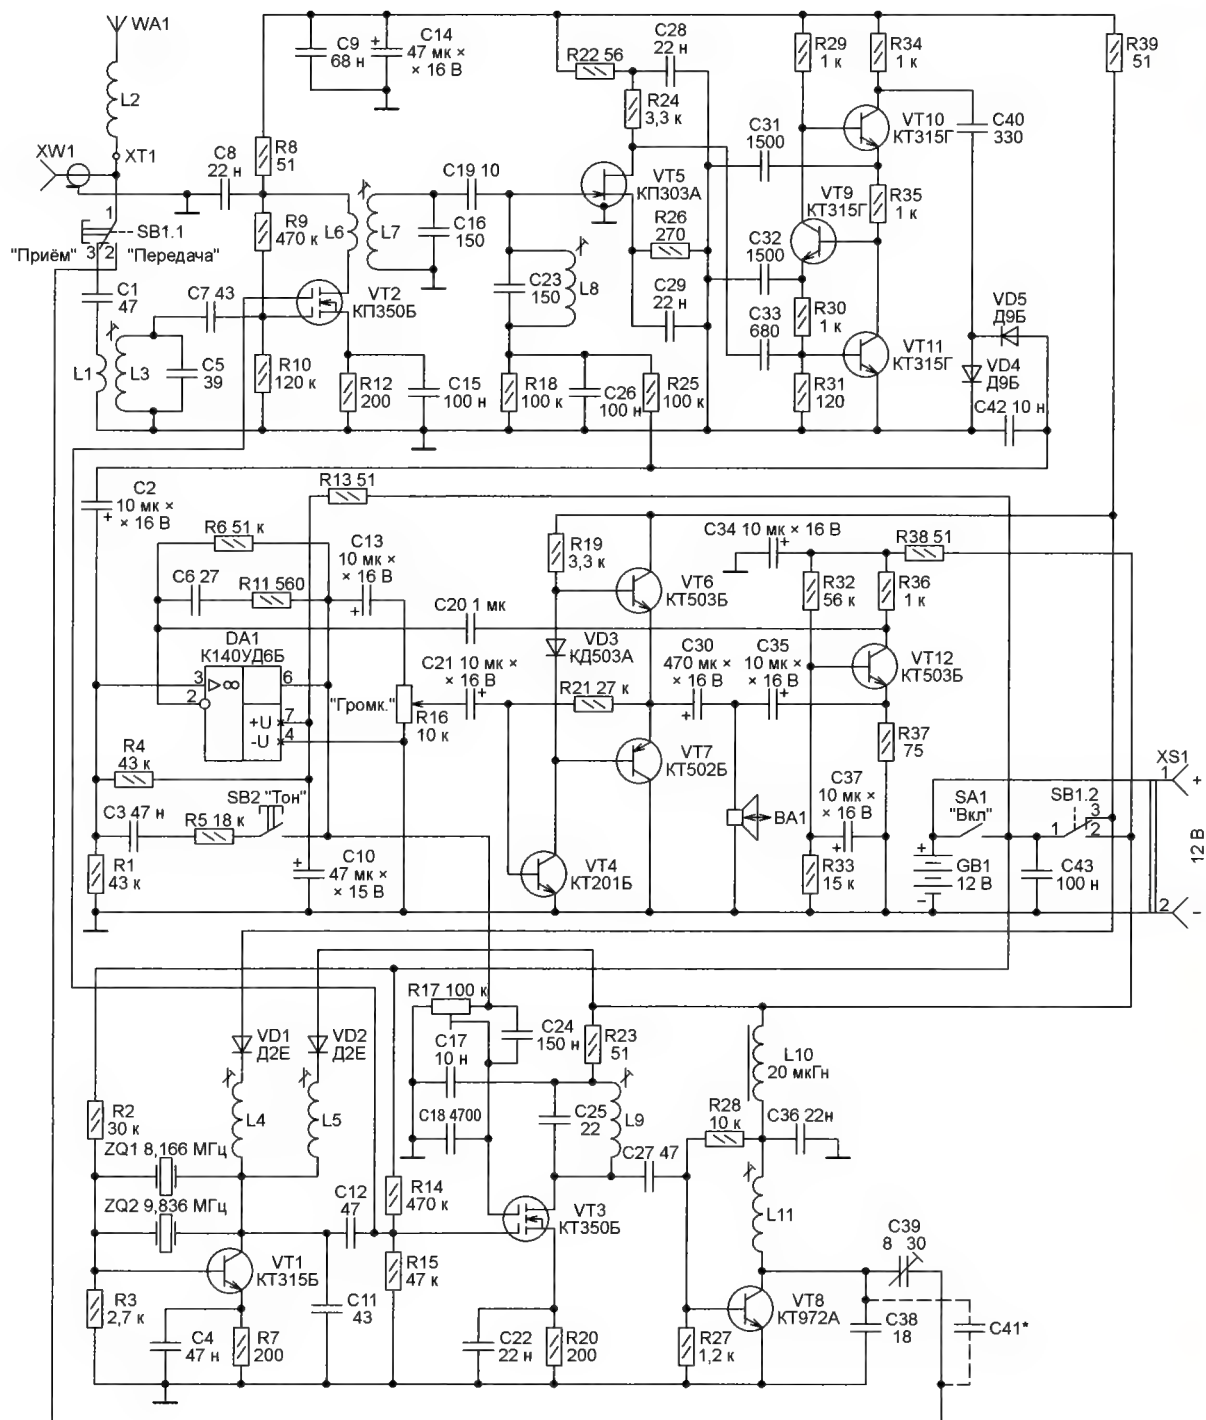 WA1
L2
XW1
XT1
1
SB1.1
"Приём"
3
2
"Передача"
C1
47
L1
L3
C5
39
C7 43
C8
22 н
R8
51
R9
470 к
R10
120 к
C9
68 н
C14
47 мк ×
× 16 В
L6
L7
C16
150
VT2
КП350Б
R12
200
C15
100 н
C19 10
C23
150
L8
R18
100 к
C26
100 н
R25
100 к
R22 56
C28
22 н
R24
3,3 к
VT5
КП303А
R26
270
C29
22 н
C31
1500
C32
1500
C33
680
R29
1 к
R34
1 к
VT10
КТ315Г
VT9
КТ315Г
R35
1 к
R30
1 к
VT11
КТ315Г
R31
120
C40
330
VD5
Д9Б
VD4
Д9Б
C42 10 н
R39
51
C2
10 мк ×
× 16 В
R13 51
R6 51 к
C6 27
R11 560
C13
10 мк ×
× 16 В
DA1
К140УД6Б
3
2
∞
6
7
+U
4
-U
"Громк."
R16
10 к
R4
43 к
C3 47 н
R5 18 к
SB2 "Тон"
R1
43 к
C10
47 мк ×
× 15 В
C20 1 мк
C21 10 мк ×
× 16 В
R19
3,3 к
VD3
КД503А
VT6
КТ503Б
R21 27 к
VT7
КТ502Б
VT4
КТ201Б
C30
470 мк ×
× 16 В
C35
10 мк ×
× 16 В
BA1
C34 10 мк × 16 В
R38 51
R32
56 к
R36
1 к
VT12
КТ503Б
R37
75
C37
10 мк ×
× 16 В
R33
15 к
SA1
"Вкл"
GB1
12 В
SB1.2
1
3
2
C43
100 н
XS1
1
+
12 В
2
−
R2
30 к
ZQ1 8,166 МГц
ZQ2 9,836 МГц
VD1
Д2Е
VD2
Д2Е
L4
L5
VT1
КТ315Б
R3
2,7 к
C4
47 н
R7
200
C11
43
C12
47
R14
470 к
R15
47 к
R17 100 к
C17
10 н
C18 4700
C24
150 н
R23
51
C25
22
L9
VT3
КТ350Б
C22
22 н
R20
200
C27 47
R28
10 к
L10
20 мкГн
C36 22н
L11
VT8
КТ972А
R27
1,2 к
C39
8 30
C38
18
C41*